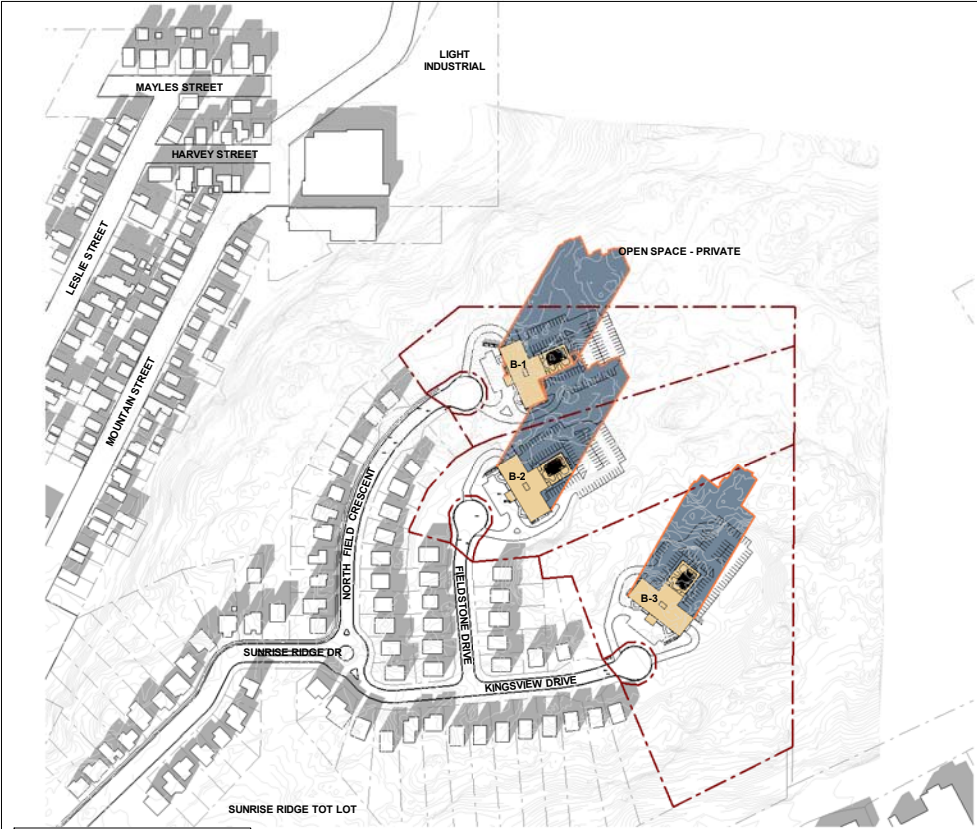 LIGHT
INDUSTRIAL
MAYLES STREET
HARVEY STREET
LESLIE STREET
OPEN SPACE - PRIVATE
B-1
MOUNTAIN STREET
B-2
NORTH FIELD CRESCENT
FIELDSTONE DRIVE
B-3
SUNRISE RIDGE DR
KINGSVIEW DRIVE
SUNRISE RIDGE TOT LOT